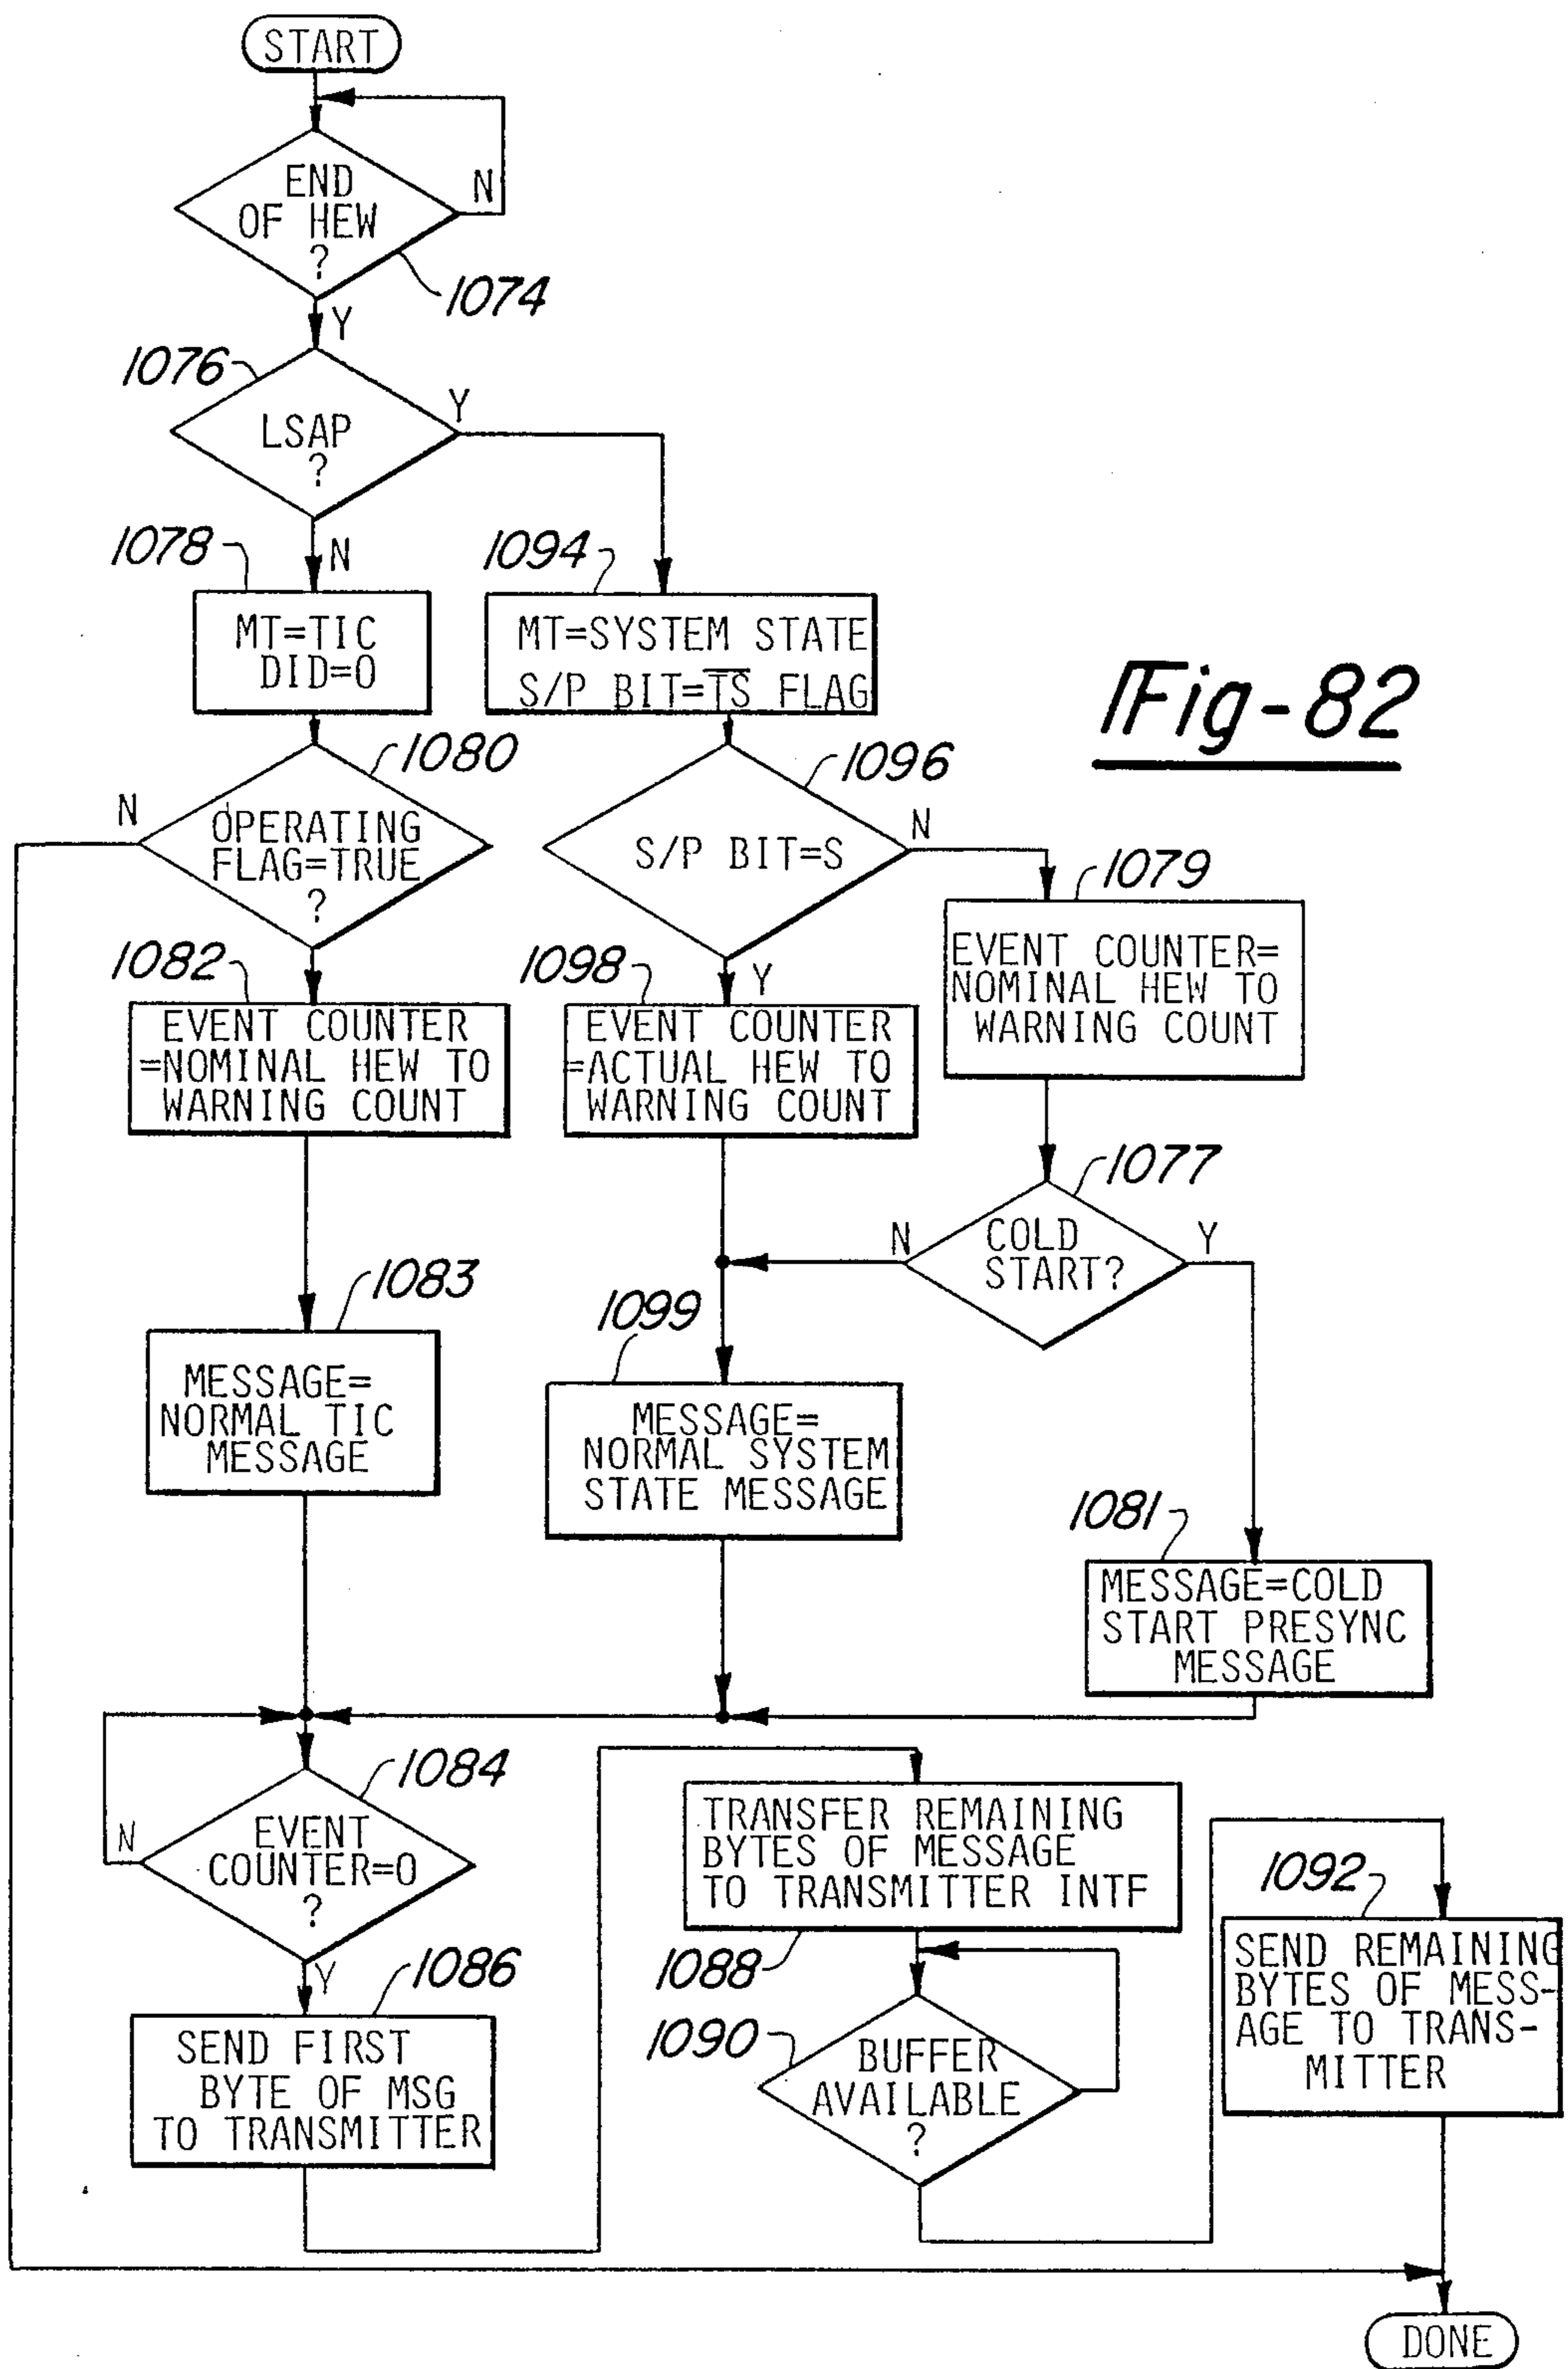 START
END
OF HEW
?
N
1074
Y
1076
LSAP
?
Y
N
1078
MT=TIC
DID=0
1094
MT=SYSTEM STATE
S/P BIT=T̅S̅ FLAG
Fig-82
1080
N
OPERATING
FLAG=TRUE
?
1096
S/P BIT=S
N
Y
1079
EVENT COUNTER=
NOMINAL HEW TO
WARNING COUNT
1082
EVENT COUNTER
=NOMINAL HEW TO
WARNING COUNT
1098
EVENT COUNTER
=ACTUAL HEW TO
WARNING COUNT
1077
N
COLD
START?
Y
1083
MESSAGE=
NORMAL TIC
MESSAGE
1099
MESSAGE=
NORMAL SYSTEM
STATE MESSAGE
1081
MESSAGE=COLD
START PRESYNC
MESSAGE
1084
N
EVENT
COUNTER=0
?
Y
1086
SEND FIRST
BYTE OF MSG
TO TRANSMITTER
TRANSFER REMAINING
BYTES OF MESSAGE
TO TRANSMITTER INTF
1088
1090
BUFFER
AVAILABLE
?
1092
SEND REMAINING
BYTES OF MESS-
AGE TO TRANS-
MITTER
DONE